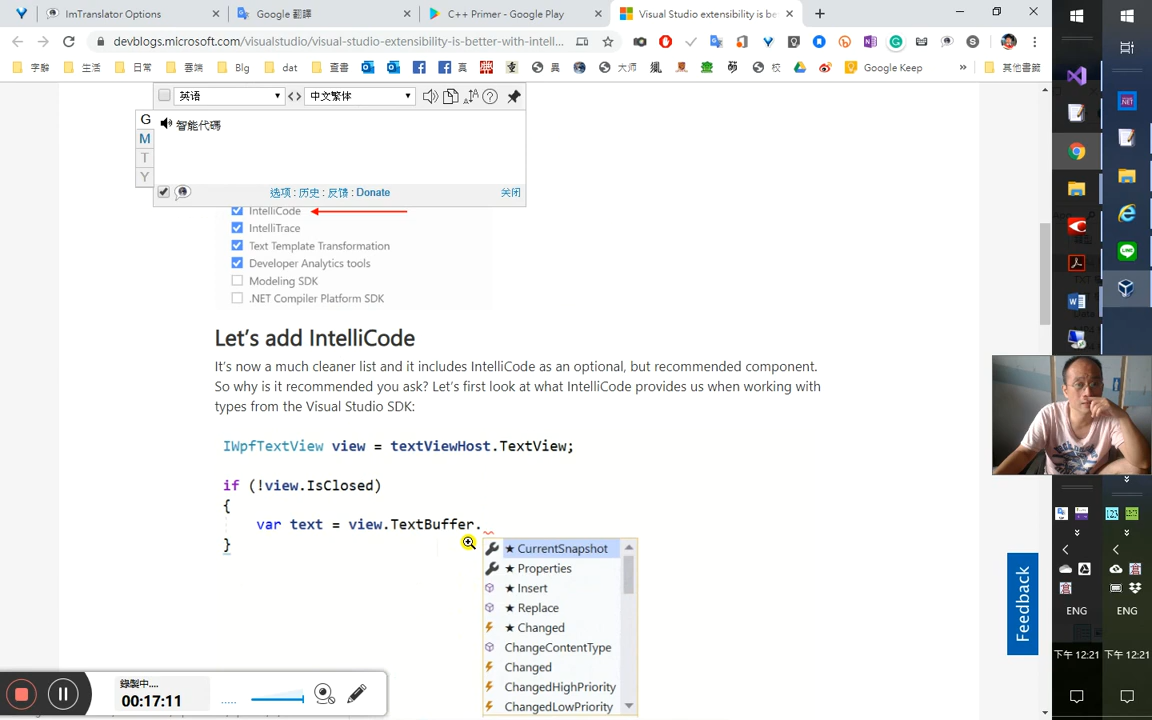 ImTranslator Options
Google 翻譯
C++ Primer - Google Play
Visual Studio extensibility is be
devblogs.microsoft.com/visualstudio/visual-studio-extensibility-is-better-with-intell...
字辭
生活
日常
雲端
Blg
dat
查書
真
異
大师
校
Google Keep
»
其他書籤
英语
中文繁体
G
M
T
Y
智能代碼
选项 : 历史 : 反馈 : Donate
关闭
IntelliCode
IntelliTrace
Text Template Transformation
Developer Analytics tools
Modeling SDK
.NET Compiler Platform SDK
Let's add IntelliCode
It's now a much cleaner list and it includes IntelliCode as an optional, but recommended component.
So why is it recommended you ask? Let's first look at what IntelliCode provides us when working with
types from the Visual Studio SDK:
IWpfTextView view = textViewHost.TextView;
if (!view.IsClosed)
{
var text = view.TextBuffer.
}
★ CurrentSnapshot
★ Properties
★ Insert
★ Replace
★ Changed
ChangeContentType
Changed
ChangedHighPriority
ChangedLowPriority
Feedback
錄製中....
00:17:11
ENG
ENG
下午 12:21
下午 12:21